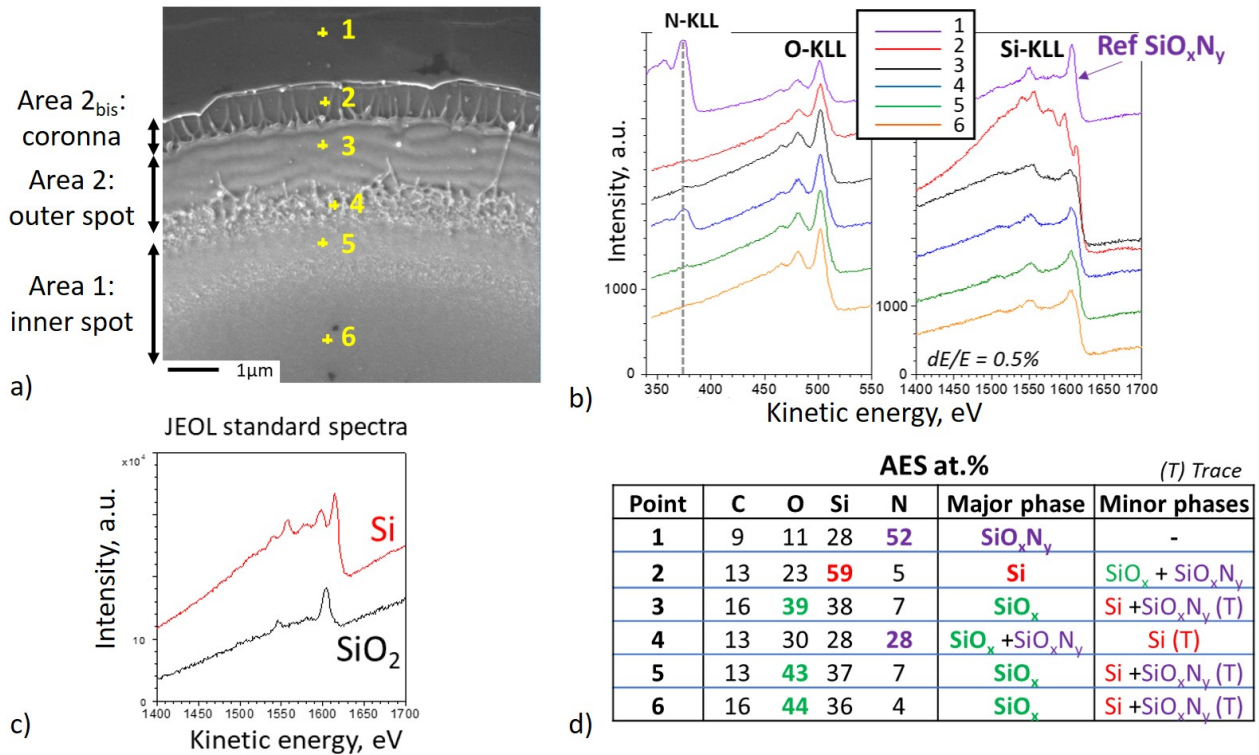 1
2
3
4
5
6
Area 2bis:
coronna
Area 2:
outer spot
Area 1:
inner spot
1μm
a)
N-KLL
O-KLL
Si-KLL
Ref SiOxNy
1
2
3
4
5
6
Intensity, a.u.
1000
0
1000
0
340 400 450 500 550
1400 1450 1500 1550 1600 1650 1700
dE/E = 0.5%
Kinetic energy, eV
b)
JEOL standard spectra
x10⁴
Intensity, a.u.
10
0
Si
SiO₂
1400 1450 1500 1550 1600 1650 1700
Kinetic energy, eV
c)
AES at.%
(T) Trace
Point C O Si N Major phase Minor phases
1 9 11 28 52 SiOxNy -
2 13 23 59 5 Si SiOx + SiOxNy
3 16 39 38 7 SiOx Si +SiOxNy (T)
4 13 30 28 28 SiOx +SiOxNy Si (T)
5 13 43 37 7 SiOx Si +SiOxNy (T)
6 16 44 36 4 SiOx Si +SiOxNy (T)
d)